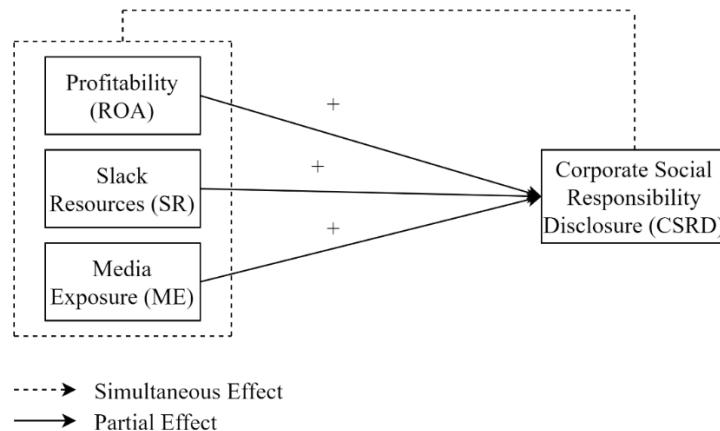 Profitability
(ROA)
+
Slack
Resources (SR)
+
Media
Exposure (ME)
+
Corporate Social
Responsibility
Disclosure (CSRD)
Simultaneous Effect
Partial Effect